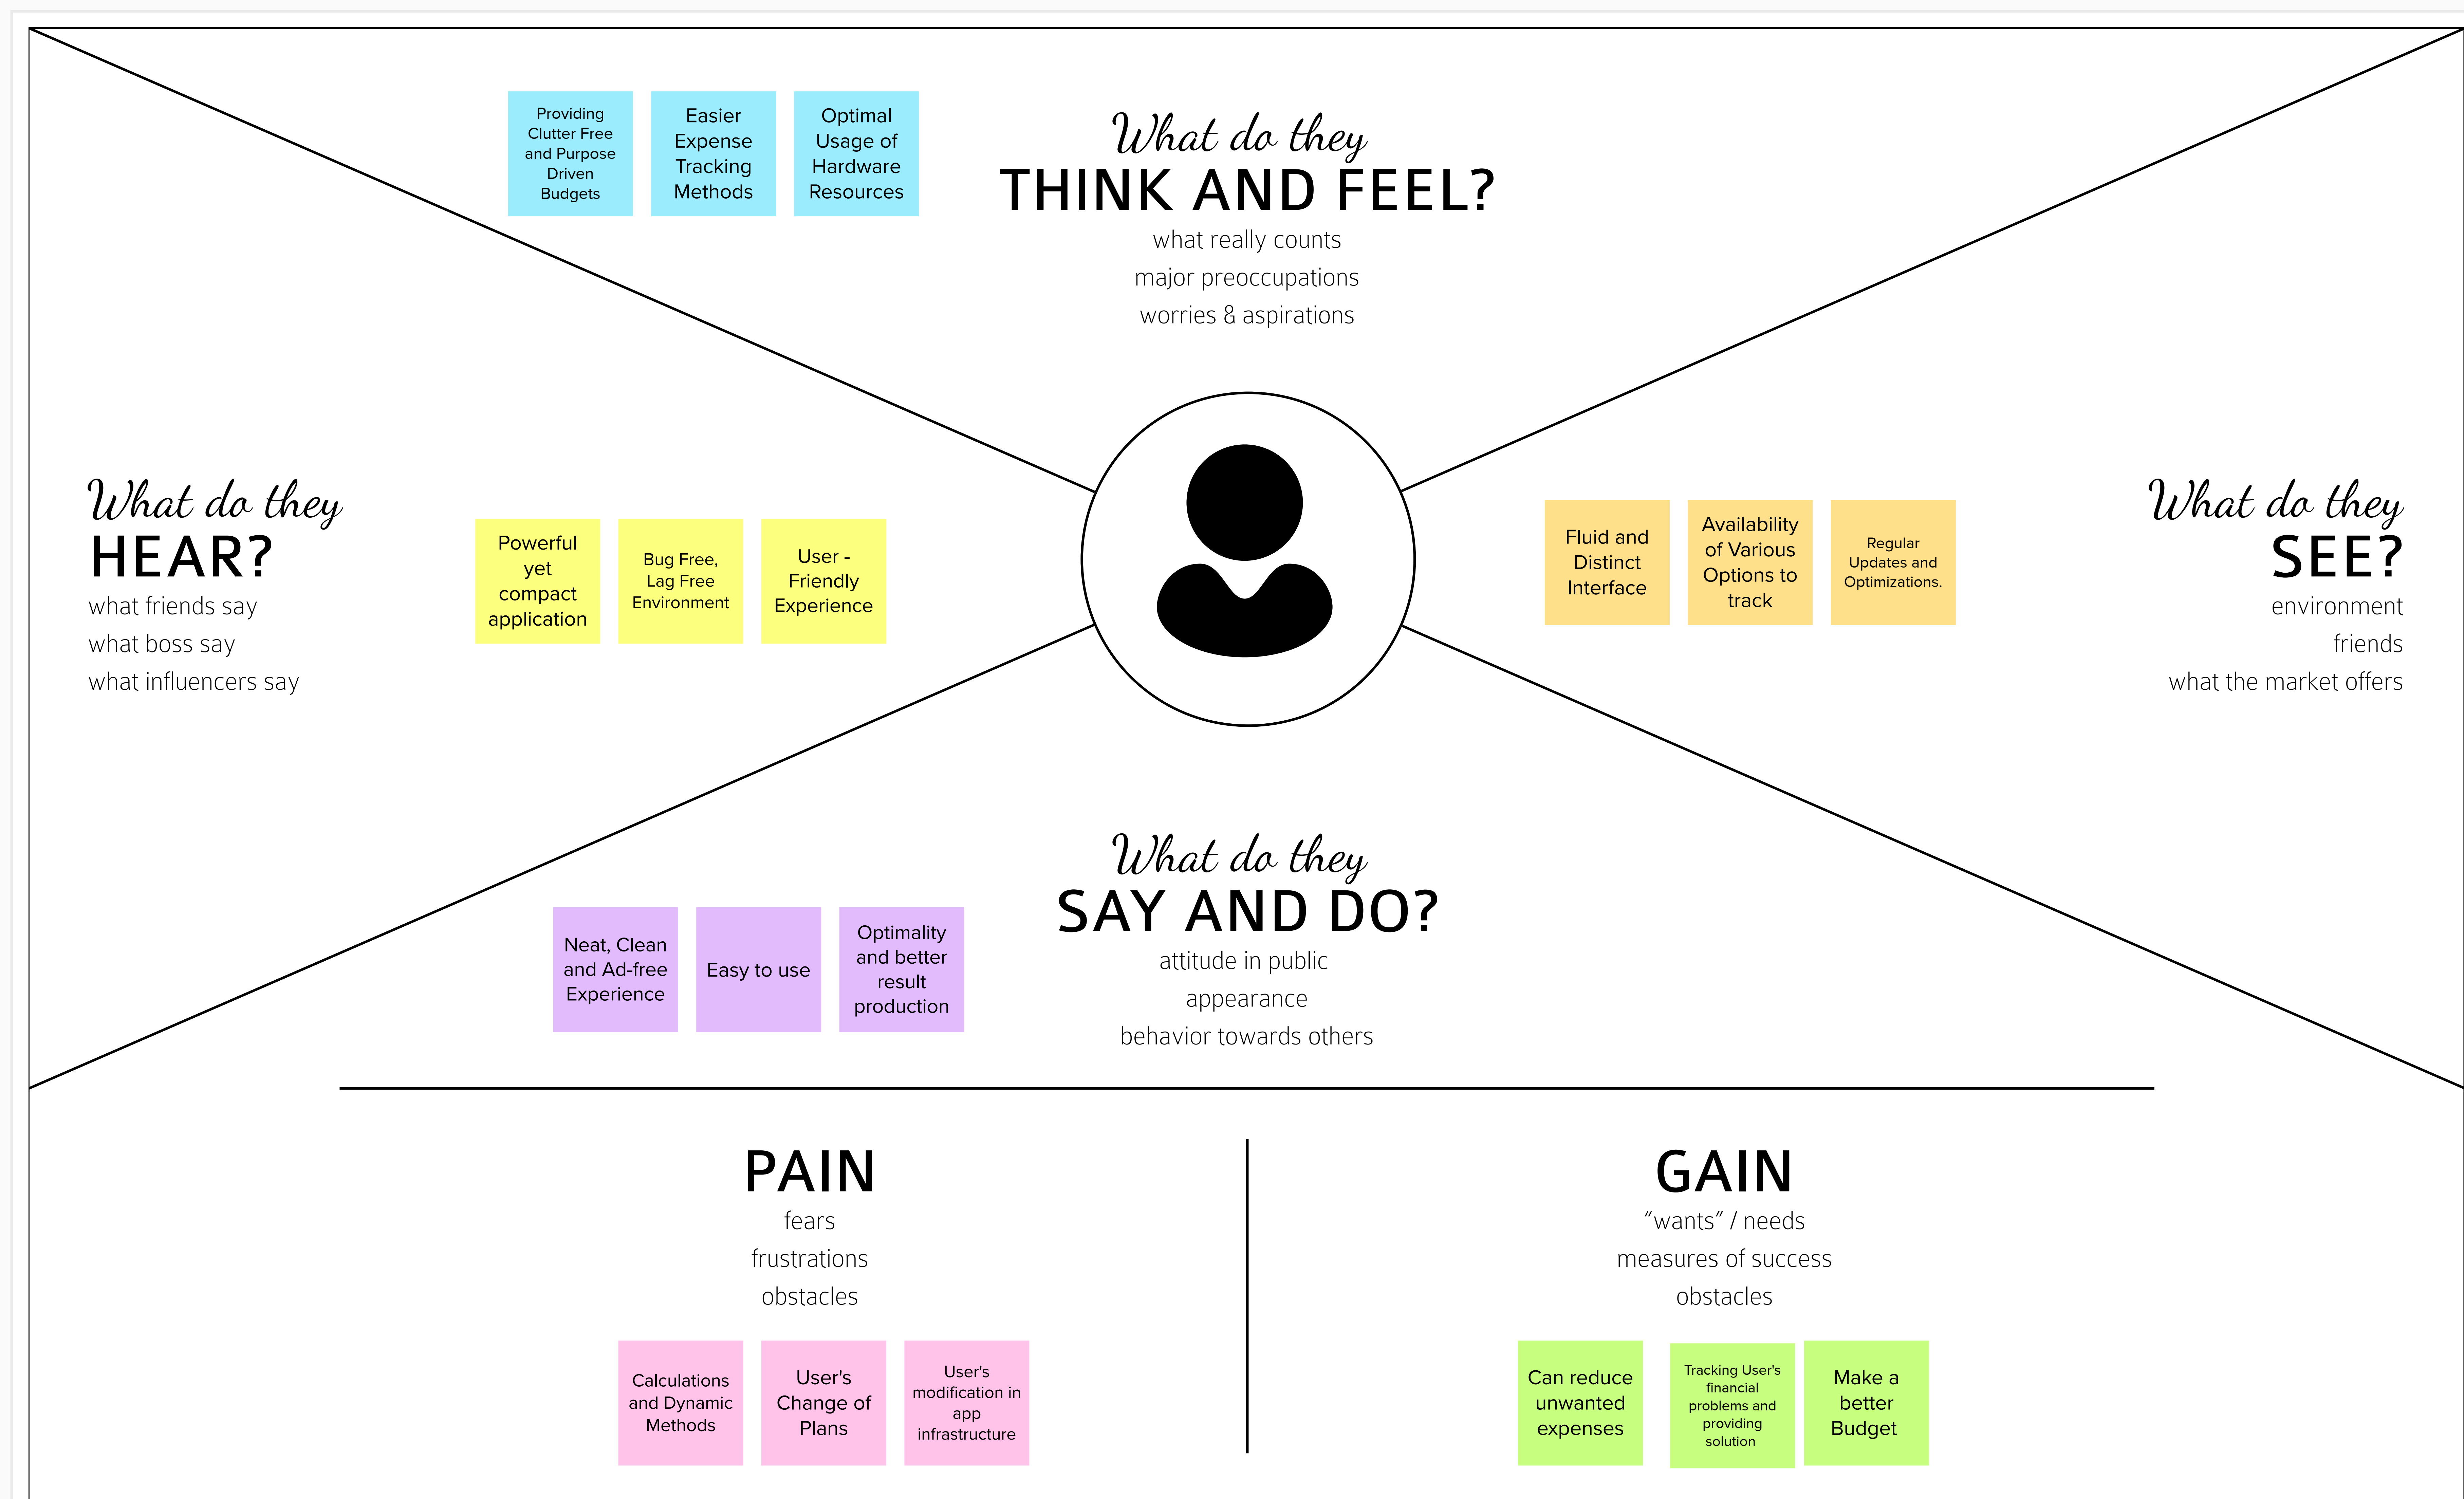 Providing
Clutter Free
and Purpose
Driven
Budgets
Easier
Expense
Tracking
Methods
Optimal
Usage of
Hardware
Resources
What do they
THINK AND FEEL?
what really counts
major preoccupations
worries & aspirations
What do they
HEAR?
what friends say
what boss say
what influencers say
Powerful
yet
compact
application
Bug Free,
Lag Free
Environment
User -
Friendly
Experience
Fluid and
Distinct
Interface
Availability
of Various
Options to
track
Regular
Updates and
Optimizations.
What do they
SEE?
environment
friends
what the market offers
What do they
SAY AND DO?
attitude in public
appearance
behavior towards others
Neat, Clean
and Ad-free
Experience
Easy to use
Optimality
and better
result
production
PAIN
fears
frustrations
obstacles
Calculations
and Dynamic
Methods
User's
Change of
Plans
User's
modification in
app
infrastructure
GAIN
“wants” / needs
measures of success
obstacles
Can reduce
unwanted
expenses
Tracking User's
financial
problems and
providing
solution
Make a
better
Budget